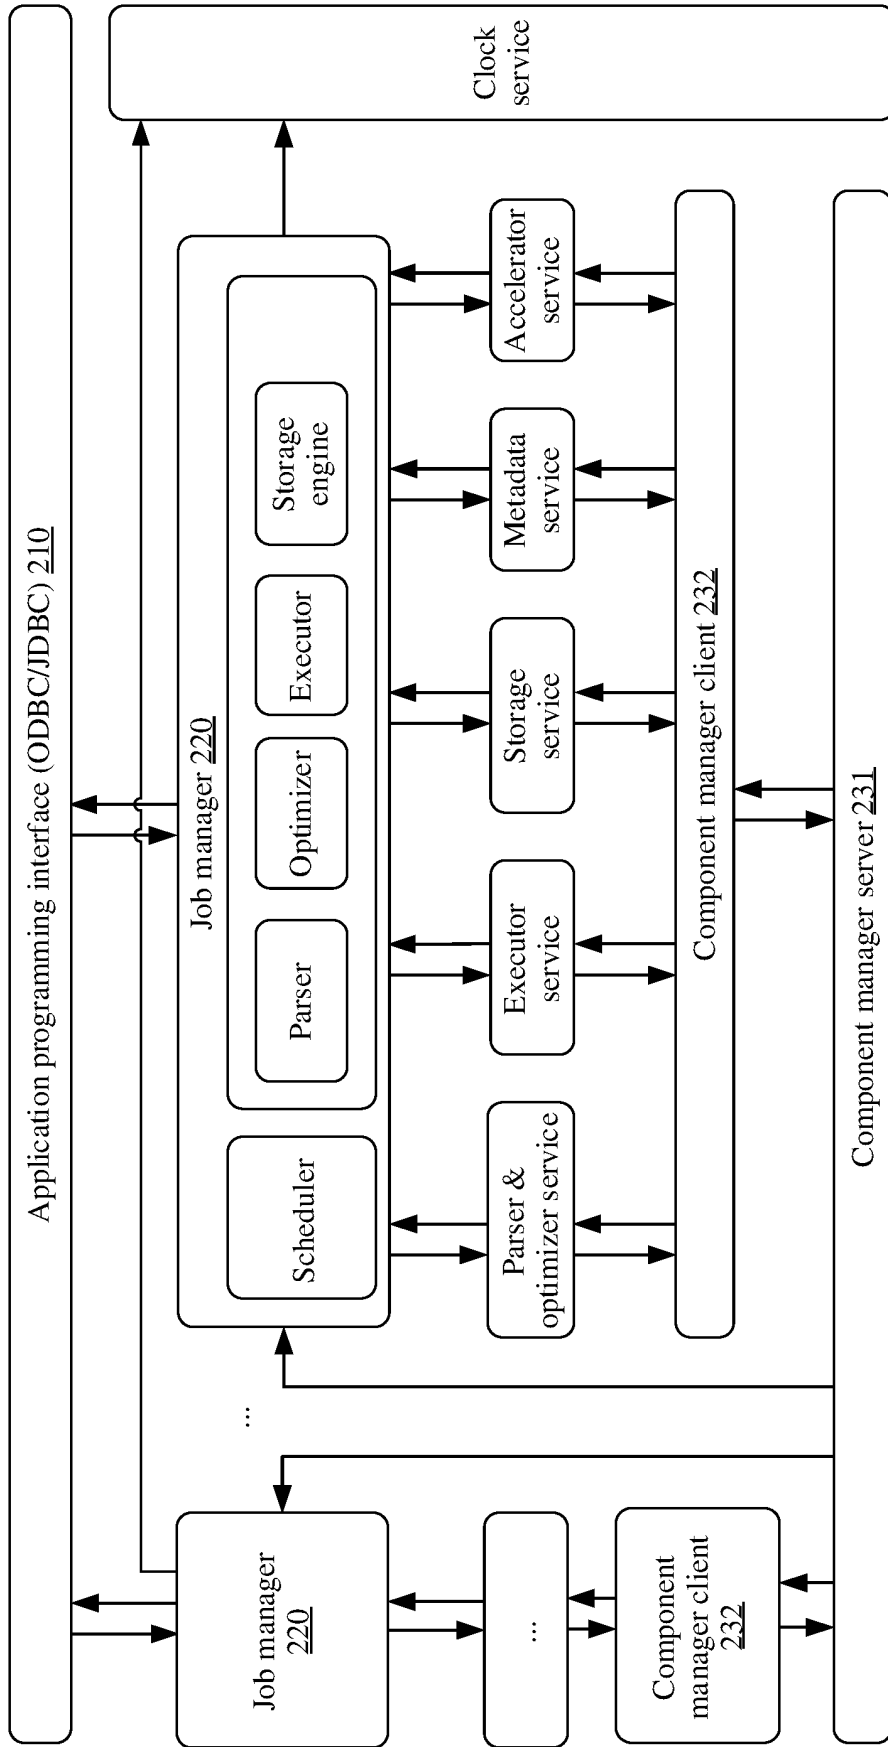 Application programming interface (ODBC/JDBC) 210
Job manager
220
...
Component
manager client
232
...
Job manager 220
Scheduler
Parser
Optimizer
Executor
Storage
engine
Parser &
optimizer service
Executor
service
Storage
service
Metadata
service
Accelerator
service
Component manager client 232
Component manager server 231
Clock
service